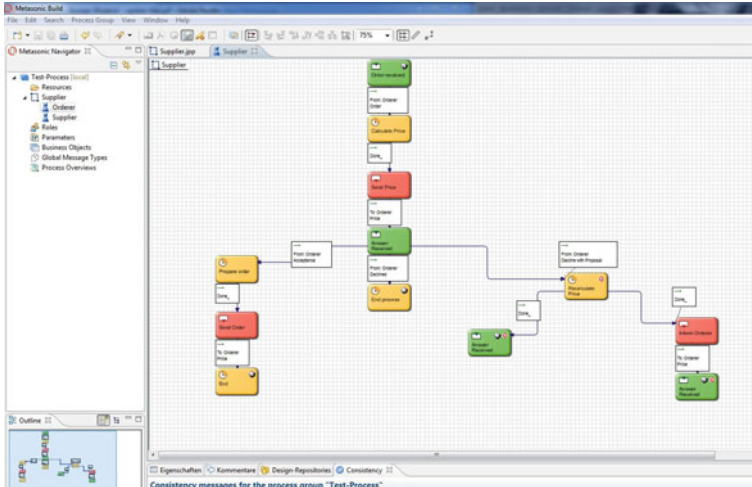 Metasonic Build
File Edit Search Process Group View Window Help
75%
Metasonic Navigator
Supplier.jpp
Supplier
Test-Process [local]
Resources
Supplier
Orderer
Supplier
Roles
Parameters
Business Objects
Global Message Types
Process Overviews
Supplier
Order received
From: Orderer
Order
Calculate Price
Done_
Send Price
To: Orderer
Price
Answer
Received
From: Orderer
Acceptance
From: Orderer
Declined
From: Orderer
Decline with Proposal
Prepare order
Done_
Send Order
To: Orderer
Price
End
End process
Recalculate
Price
Done_
Done_
Answer
Received
Inform Orderer
To: Orderer
Price
Answer
Received
Outline
Eigenschaften
Kommentare
Design-Repositories
Consistency
Consistency messages for the process group "Test-Process"